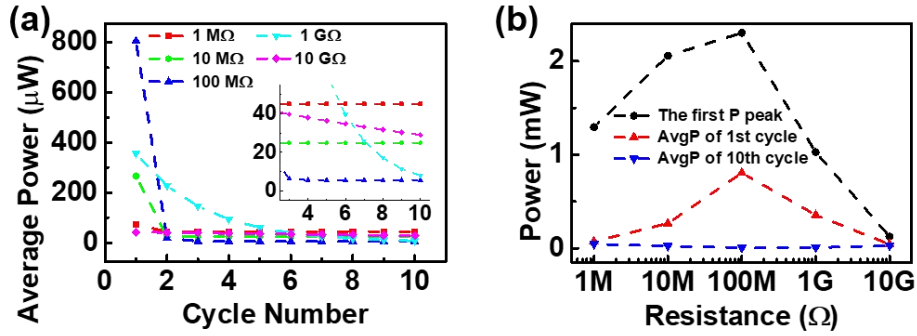 (a)
800
600
400
200
0
Average Power (μW)
1 MΩ
10 MΩ
100 MΩ
1 GΩ
10 GΩ
40
20
0
4 6 8 10
0 2 4 6 8 10
Cycle Number
(b)
2
1
0
Power (mW)
The first P peak
AvgP of 1st cycle
AvgP of 10th cycle
1M 10M 100M 1G 10G
Resistance (Ω)